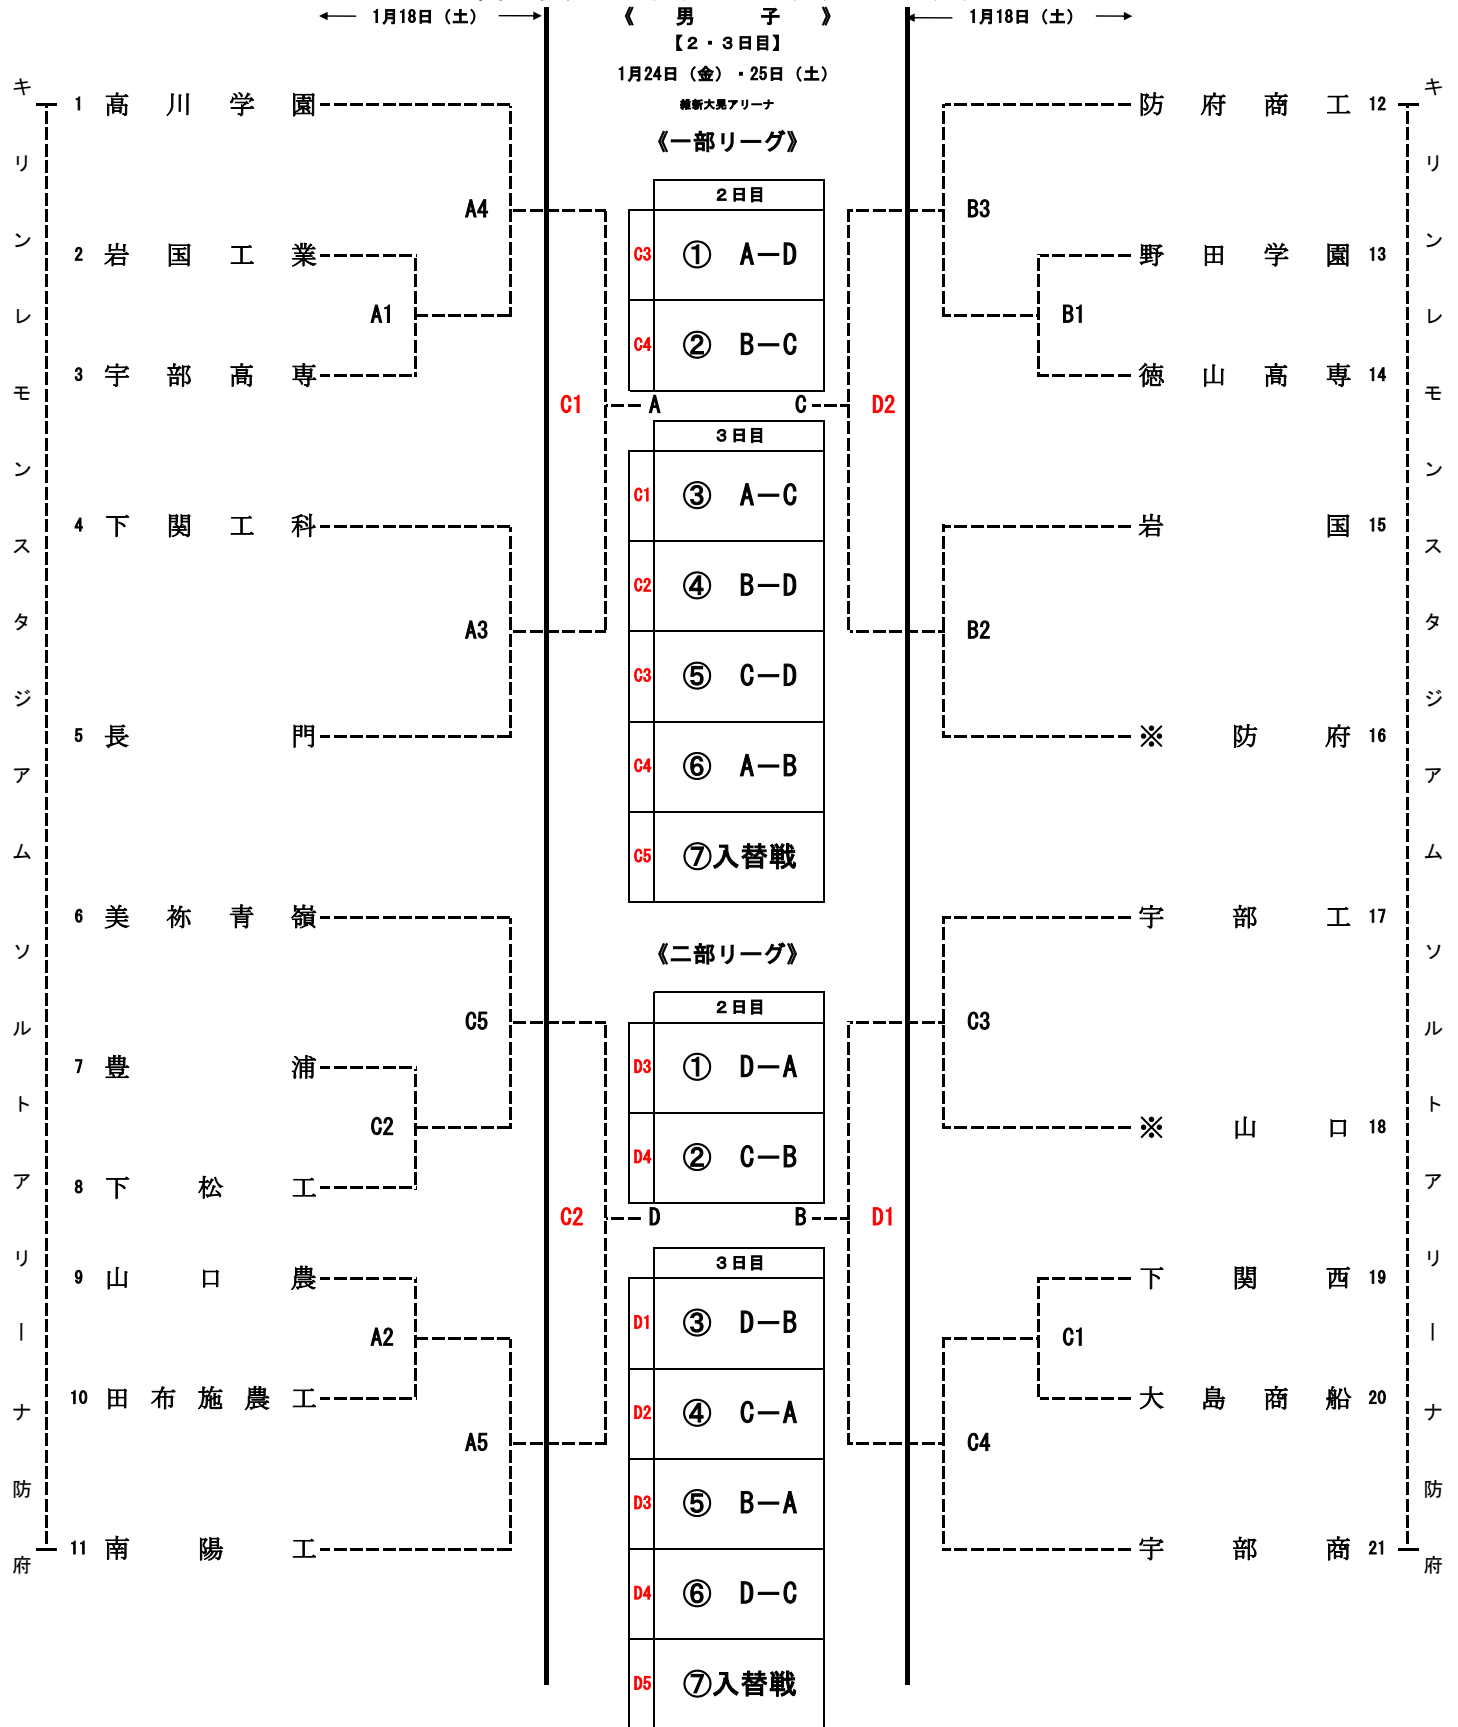 1月18日（土）
《　男　子　》
1月18日（土）
【２・３日目】
1月24日（金）・25日（土）
維新大晃アリーナ
《一部リーグ》
キリンレモンスタジアムソルトアリーナ防府
1 高川学園
2 岩国工業
3 宇部高専
4 下関工科
5 長門
6 美祢青嶺
7 豊浦
8 下松工
9 山口農
10 田布施農工
11 南陽工
A4
A1
A3
C5
C2
A2
A5
C1
A
C2
D
２日目
C3 ① A－D
C4 ② B－C
３日目
C1 ③ A－C
C2 ④ B－D
C3 ⑤ C－D
C4 ⑥ A－B
C5 ⑦入替戦
《二部リーグ》
２日目
D3 ① D－A
D4 ② C－B
３日目
D1 ③ D－B
D2 ④ C－A
D3 ⑤ B－A
D4 ⑥ D－C
D5 ⑦入替戦
C
D2
B
D1
B3
B1
B2
C3
C1
C4
防府商工 12
野田学園 13
徳山高専 14
岩国 15
※防府 16
宇部工 17
※山口 18
下関西 19
大島商船 20
宇部商 21
キリンレモンスタジアムソルトアリーナ防府